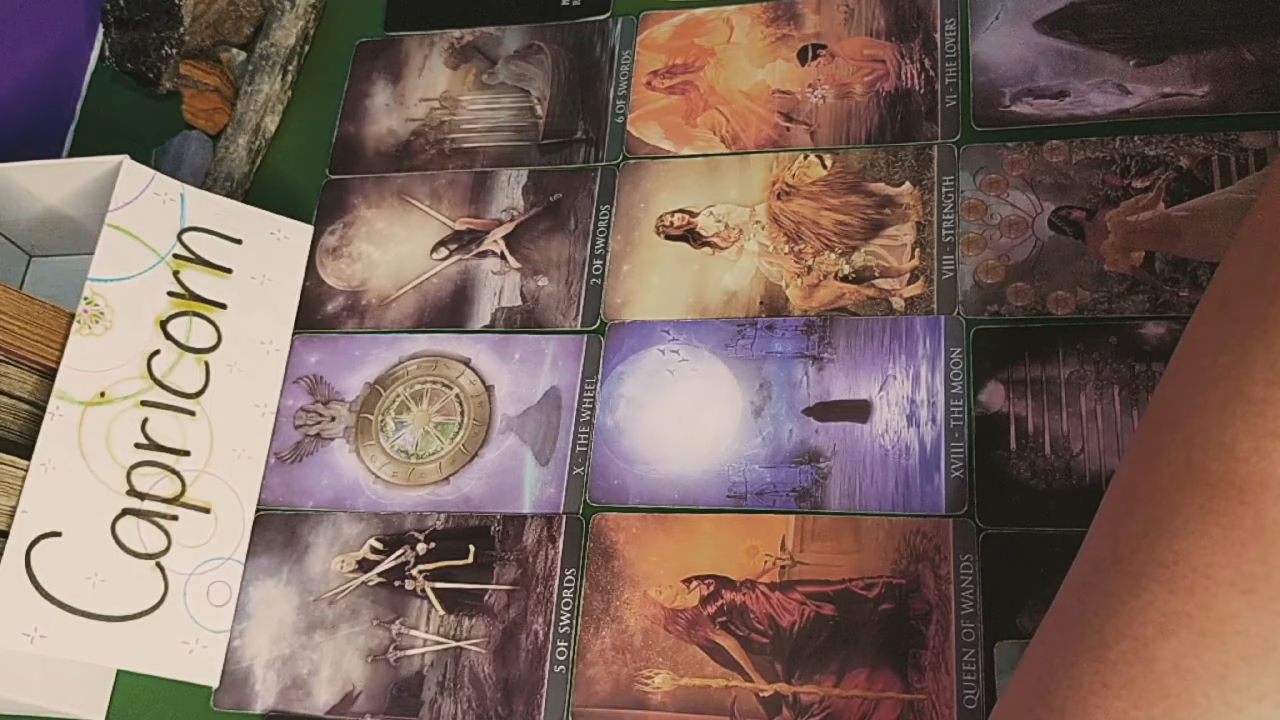 Capricorn
6 OF SWORDS
VI - THE LOVERS
2 OF SWORDS
VIII - STRENGTH
X - THE WHEEL
XVIII - THE MOON
5 OF SWORDS
QUEEN OF WANDS